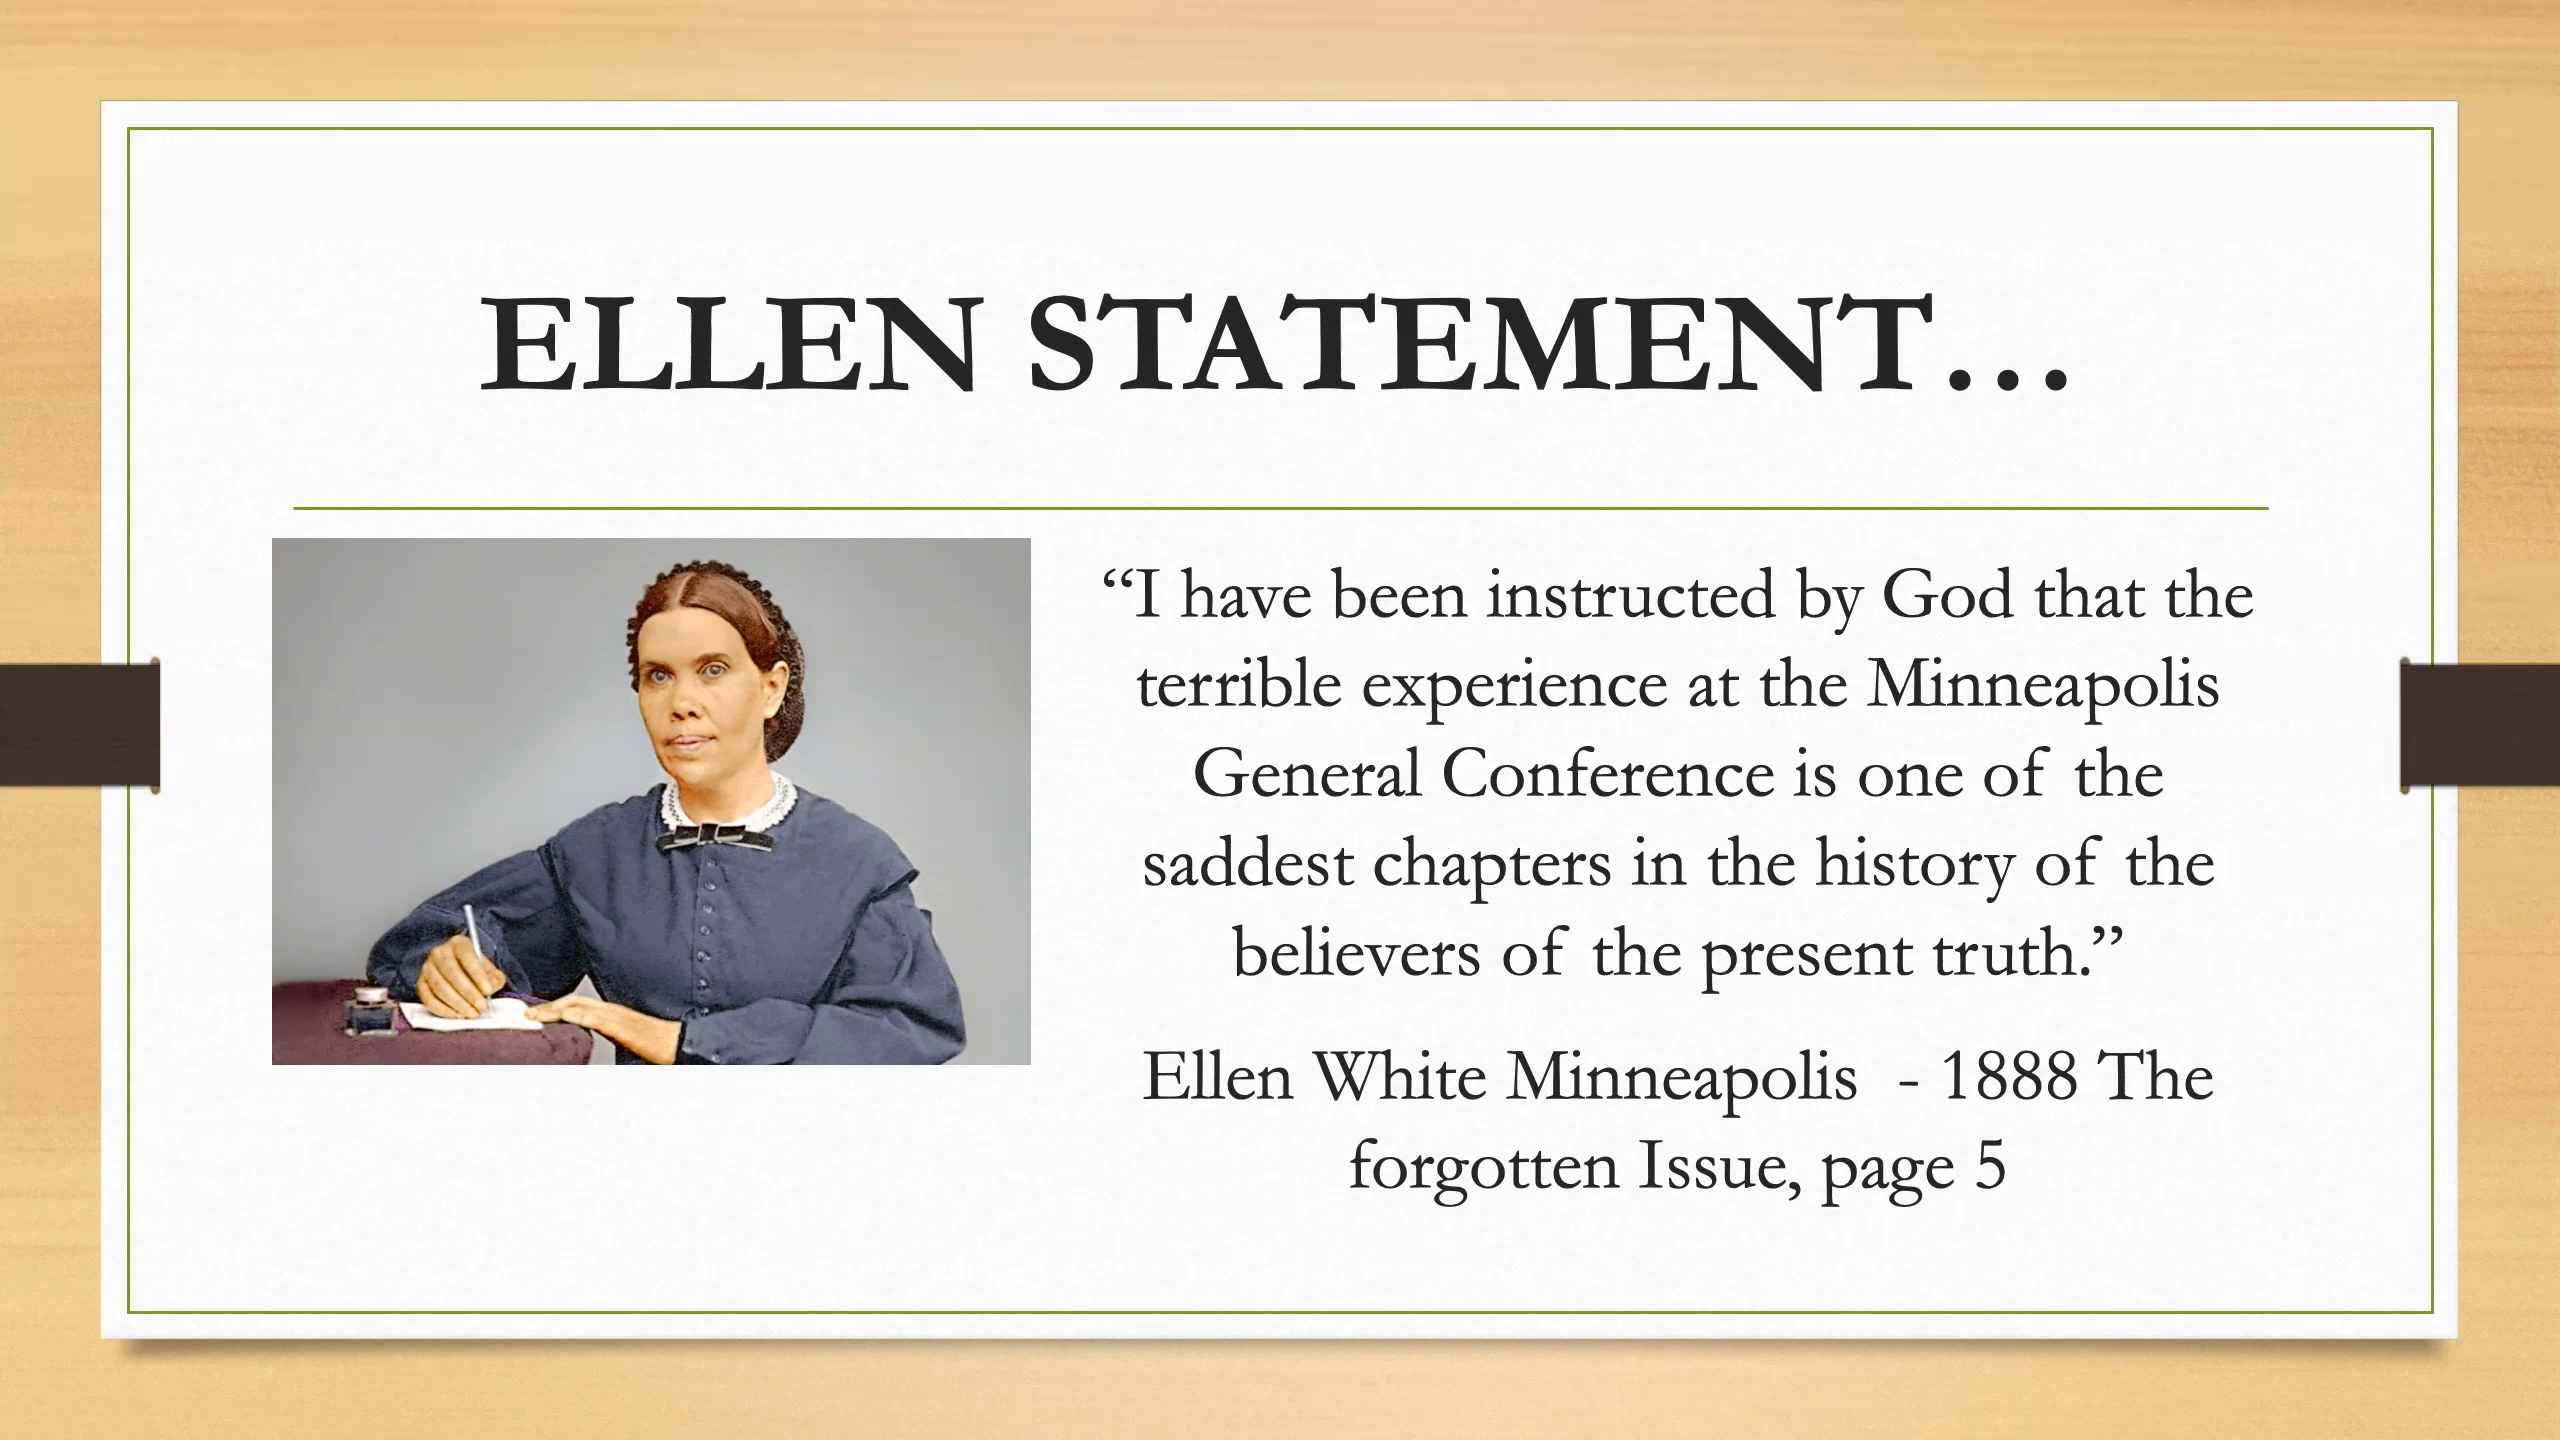 ELLEN STATEMENT…
“I have been instructed by God that the
terrible experience at the Minneapolis
General Conference is one of the
saddest chapters in the history of the
believers of the present truth.”
Ellen White Minneapolis  - 1888 The
forgotten Issue, page 5